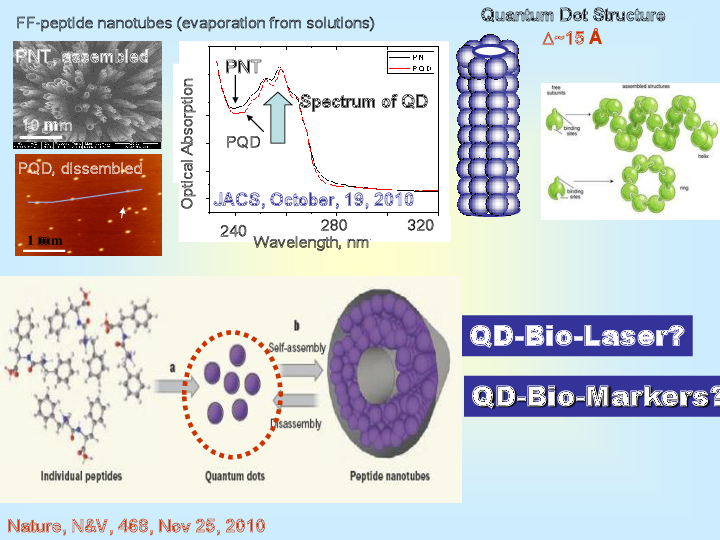 FF-peptide nanotubes (evaporation from solutions)
Quantum Dot Structure
Δ~15 Å
PNT, assembled
10 mm
PQD, dissembled
1 mm
Optical Absorption
PNT
PQD
PN
PQD
Spectrum of QD
JACS, October, 19, 2010
240
280
320
Wavelength, nm
free
subunits
assembled structures
binding
sites
helix
binding
sites
ring
a
b
Self-assembly
Disassembly
Individual peptides
Quantum dots
Peptide nanotubes
QD-Bio-Laser?
QD-Bio-Markers?
Nature, N&V, 468, Nov 25, 2010